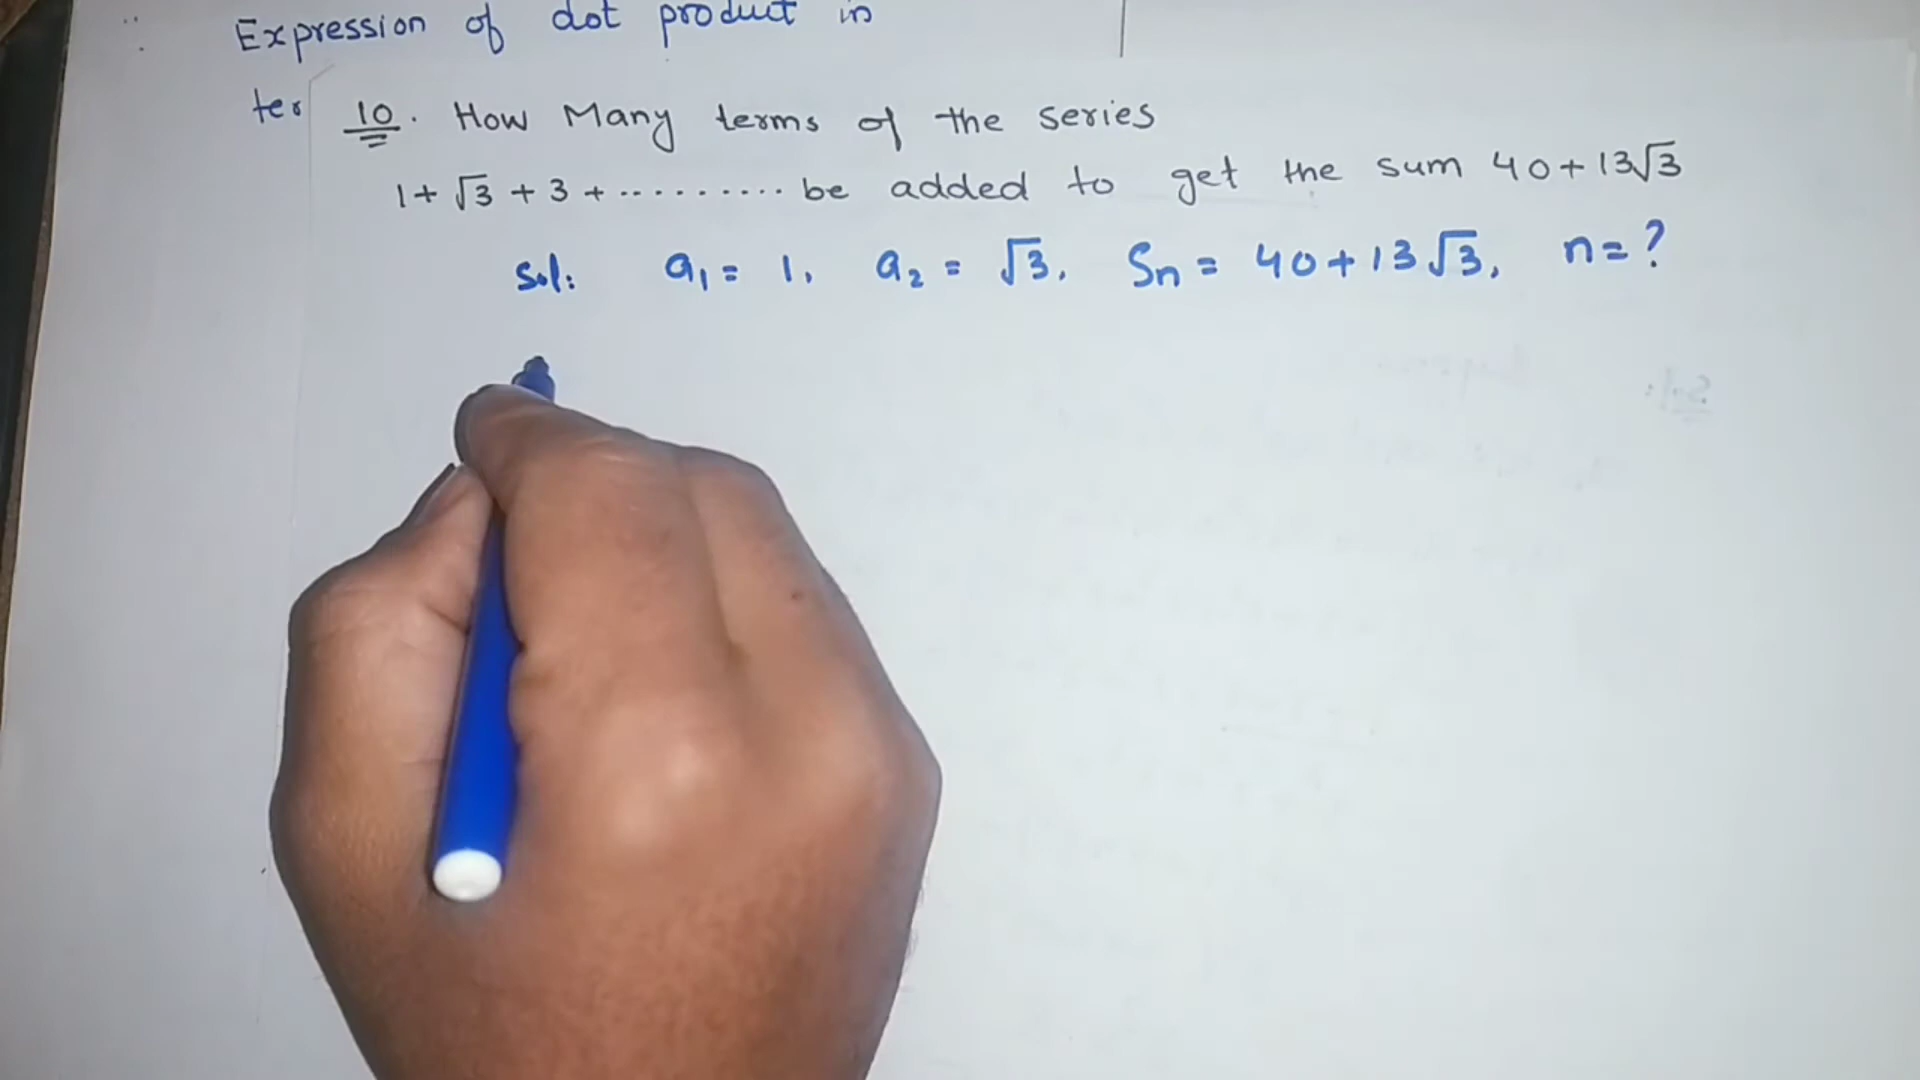 Expression of dot product in
ter
10. How Many terms of the series
1 + √3 + 3 + .......... be added to get the sum 40 + 13√3
Sol: a₁ = 1, a₂ = √3, Sn = 40 + 13√3, n = ?